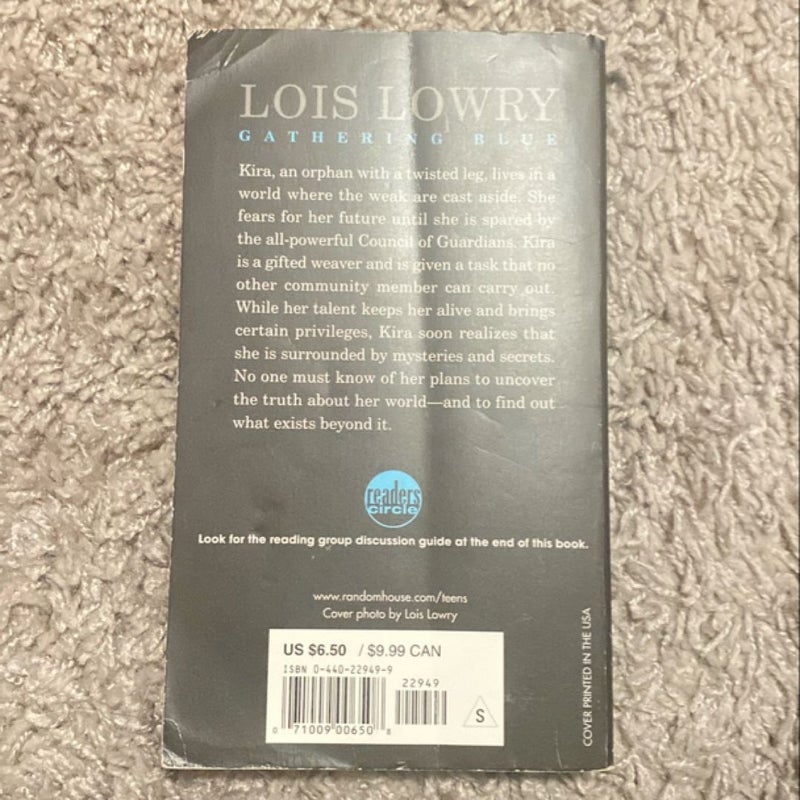 LOIS LOWRY
GATHERING BLUE
Kira, an orphan with a twisted leg, lives in a
world where the weak are cast aside. She
fears for her future until she is spared by
the all-powerful Council of Guardians. Kira
is a gifted weaver and is given a task that no
other community member can carry out.
While her talent keeps her alive and brings
certain privileges, Kira soon realizes that
she is surrounded by mysteries and secrets.
No one must know of her plans to uncover
the truth about her world—and to find out
what exists beyond it.
readers
circle
Look for the reading group discussion guide at the end of this book.
www.randomhouse.com/teens
Cover photo by Lois Lowry
US $6.50 / $9.99 CAN
ISBN 0-440-22949-9
22949
S
0 71009 00650 8
COVER PRINTED IN THE USA